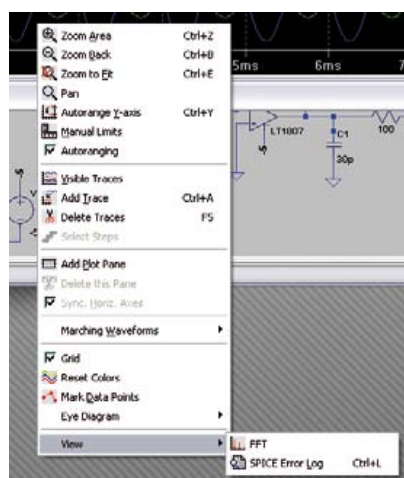 Zoom Area Ctrl+Z
Zoom Back Ctrl+B
Zoom to Fit Ctrl+E
Pan
Autorange Y-axis Ctrl+Y
Manual Limits
Autoranging
Visible Traces
Add Trace Ctrl+A
Delete Traces F5
Select Steps
Add Plot Pane
Delete this Pane
Sync. Horiz. Axes
Marching Waveforms
Grid
Reset Colors
Mark Data Points
Eye Diagram
View
FFT
SPICE Error Log Ctrl+L
5ms 6ms 7
LT1807
C1
30p
100